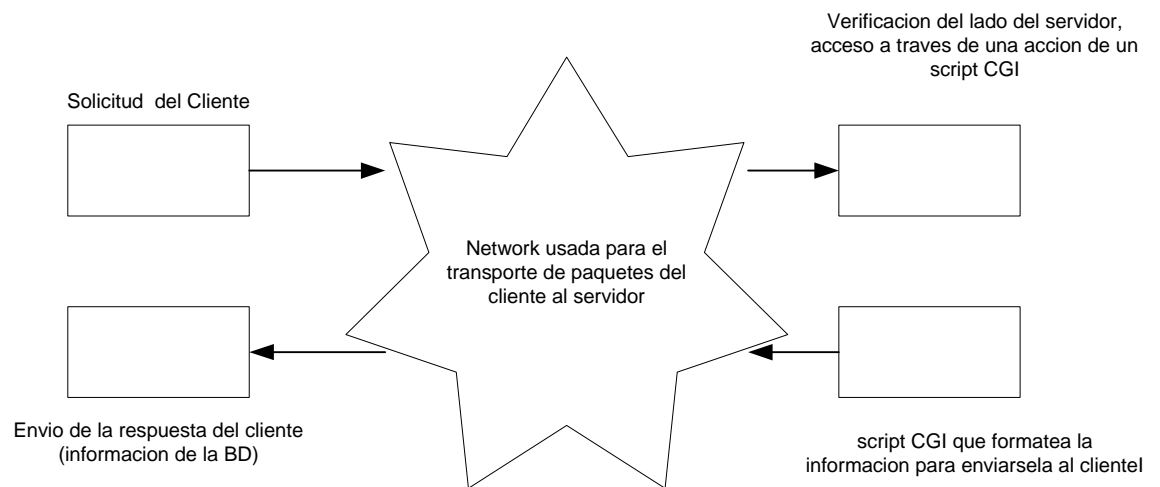 Verificacion del lado del servidor,
acceso a traves de una accion de un
script CGI
Solicitud del Cliente
Network usada para el
transporte de paquetes del
cliente al servidor
Envio de la respuesta del cliente
(informacion de la BD)
script CGI que formatea la
informacion para enviarsela al clienteI